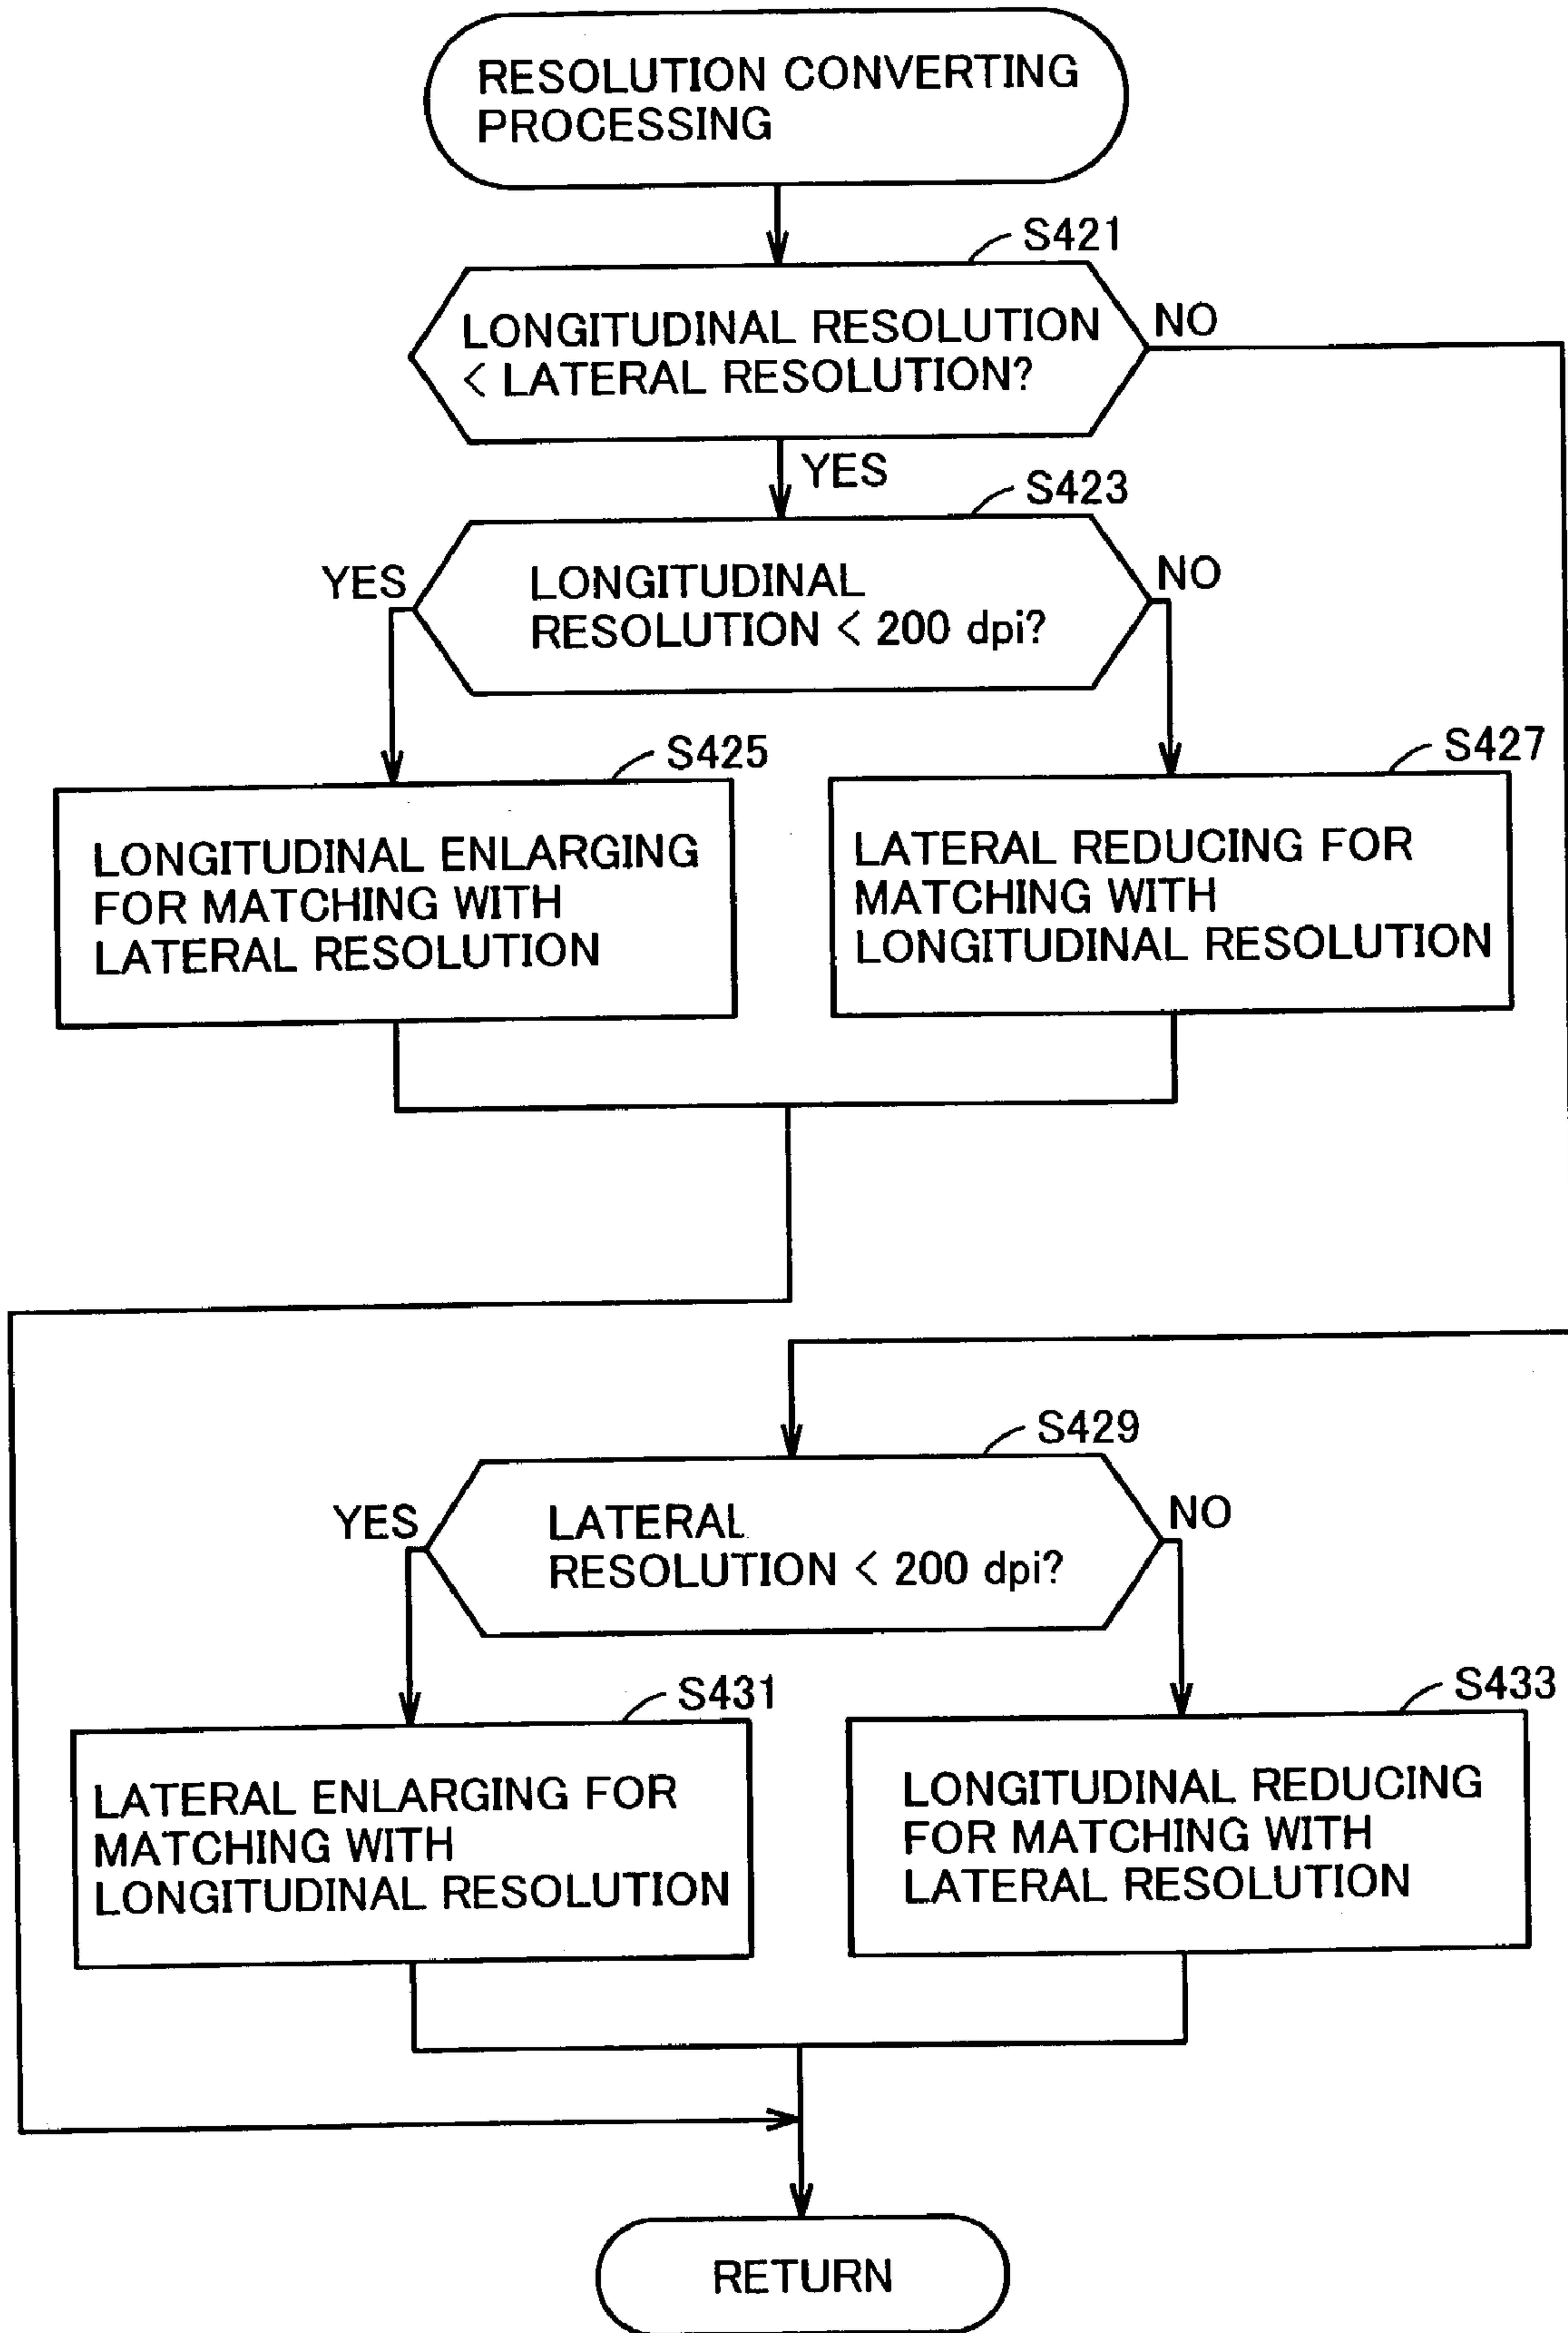 RESOLUTION CONVERTING
PROCESSING
S421
LONGITUDINAL RESOLUTION
< LATERAL RESOLUTION?
NO
YES
S423
YES
LONGITUDINAL
RESOLUTION < 200 dpi?
NO
S425
LONGITUDINAL ENLARGING
FOR MATCHING WITH
LATERAL RESOLUTION
S427
LATERAL REDUCING FOR
MATCHING WITH
LONGITUDINAL RESOLUTION
S429
YES
LATERAL
RESOLUTION < 200 dpi?
NO
S431
LATERAL ENLARGING FOR
MATCHING WITH
LONGITUDINAL RESOLUTION
S433
LONGITUDINAL REDUCING
FOR MATCHING WITH
LATERAL RESOLUTION
RETURN